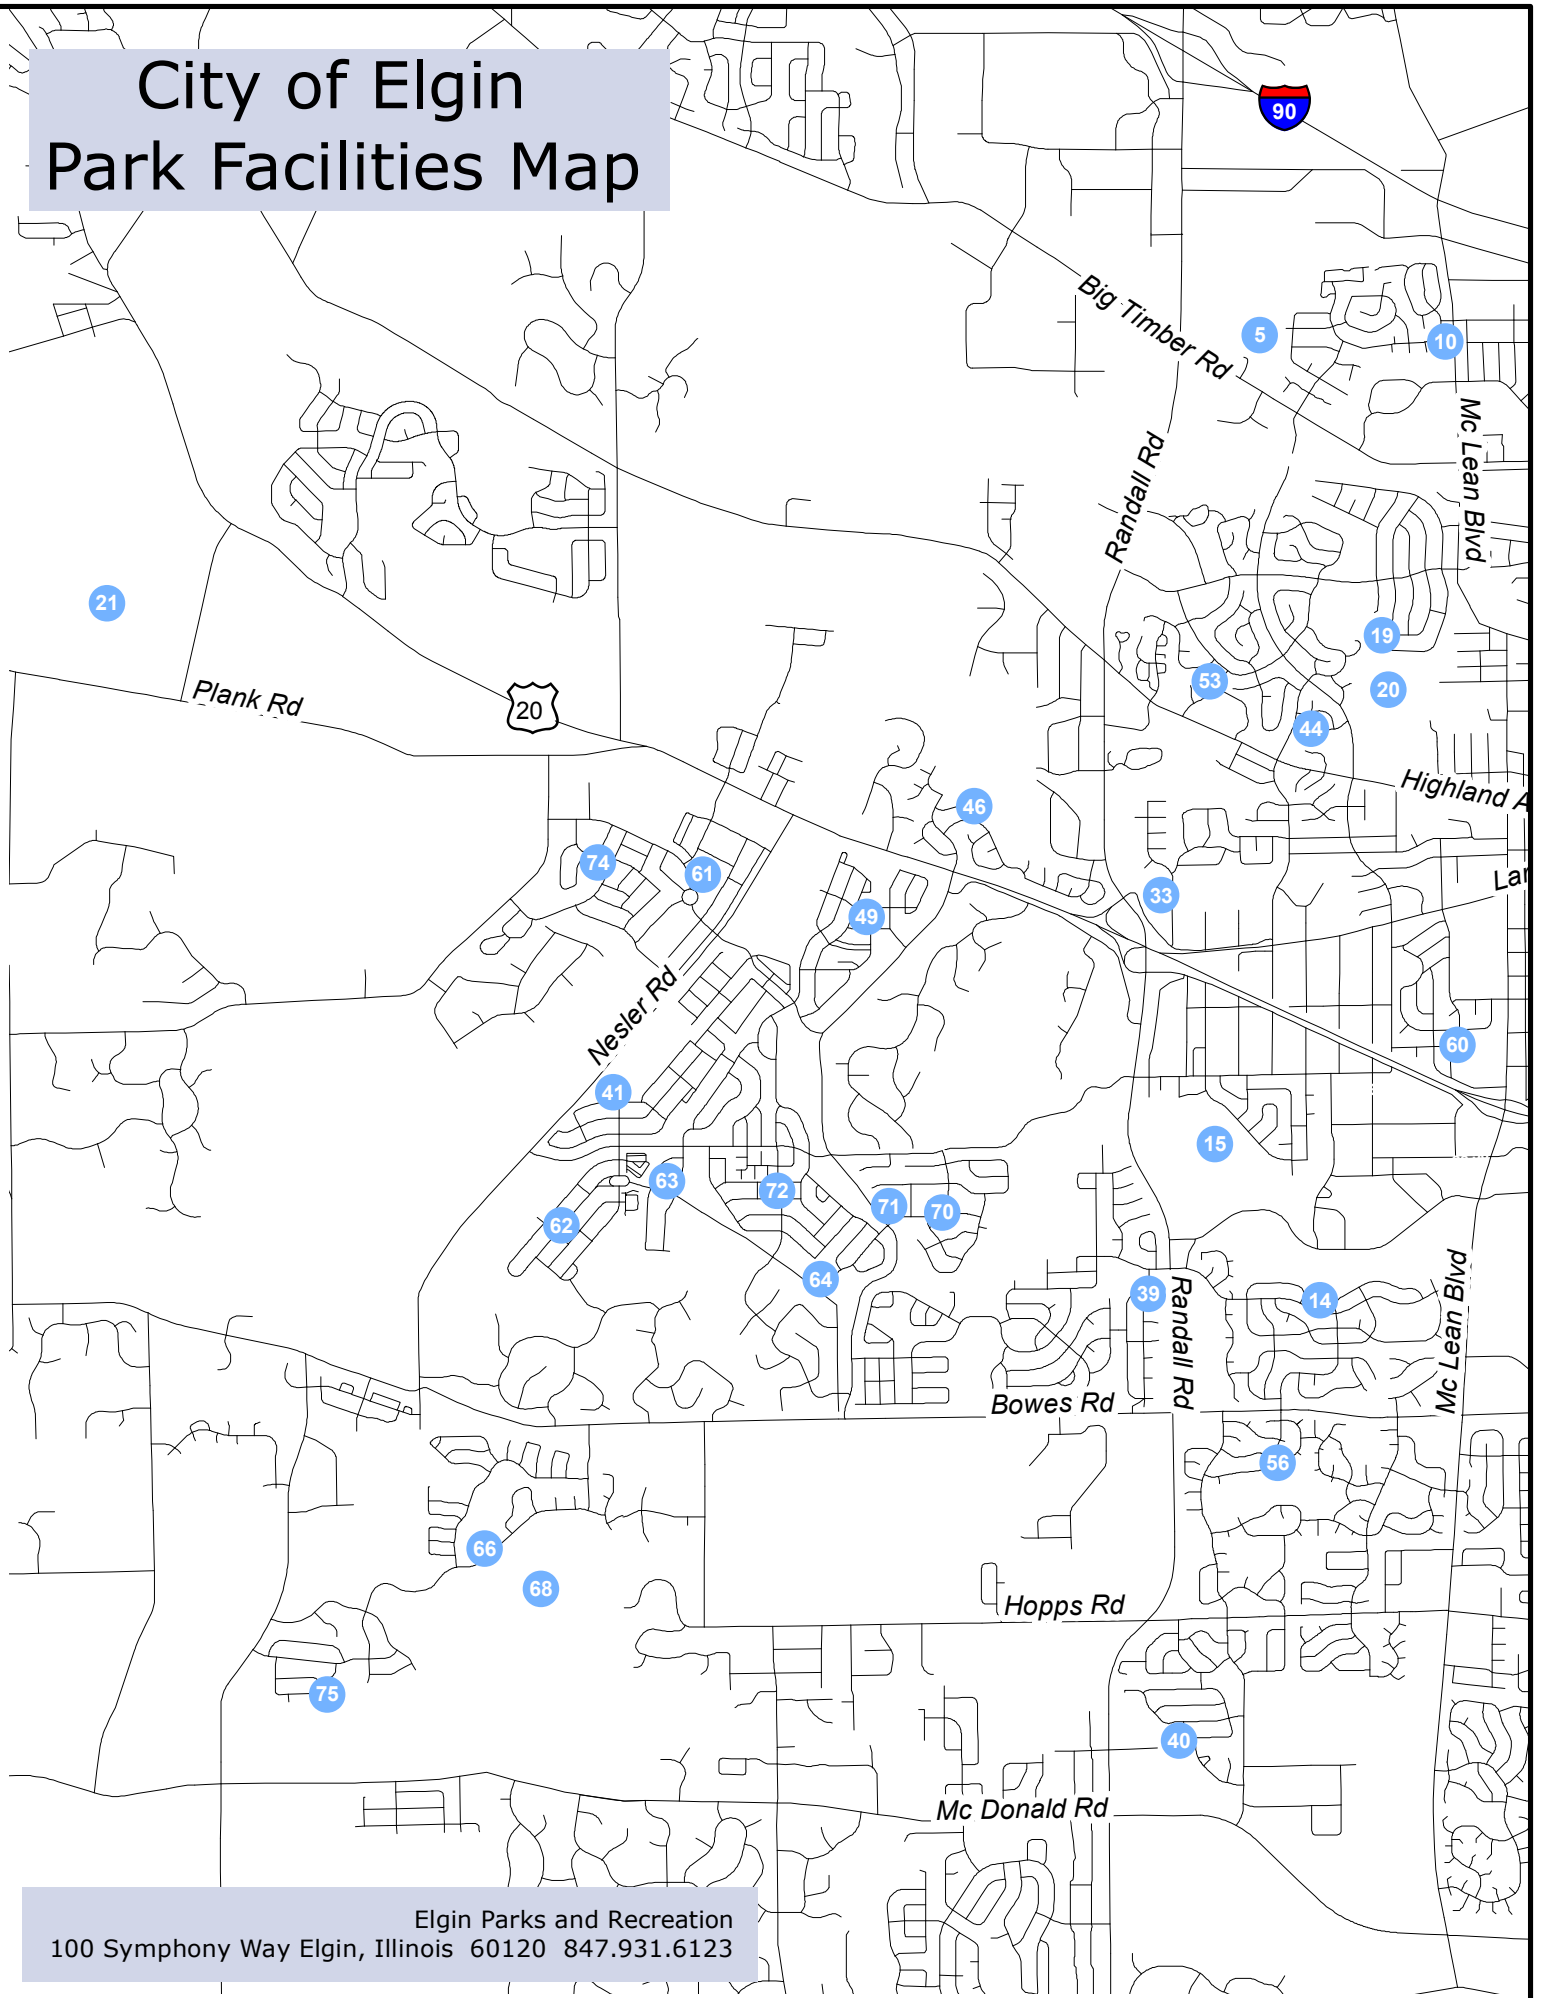 City of Elgin
Park Facilities Map
90
Big Timber Rd
5
10
Mc Lean Blvd
Randall Rd
21
19
53
20
Plank Rd
20
44
Highland A
46
74
61
Lar
33
49
Nesler Rd
60
41
15
63
72
71
70
62
64
39
14
Randall Rd
Mc Lean Blvd
Bowes Rd
56
66
68
Hopps Rd
75
40
Mc Donald Rd
Elgin Parks and Recreation
100 Symphony Way Elgin, Illinois 60120 847.931.6123